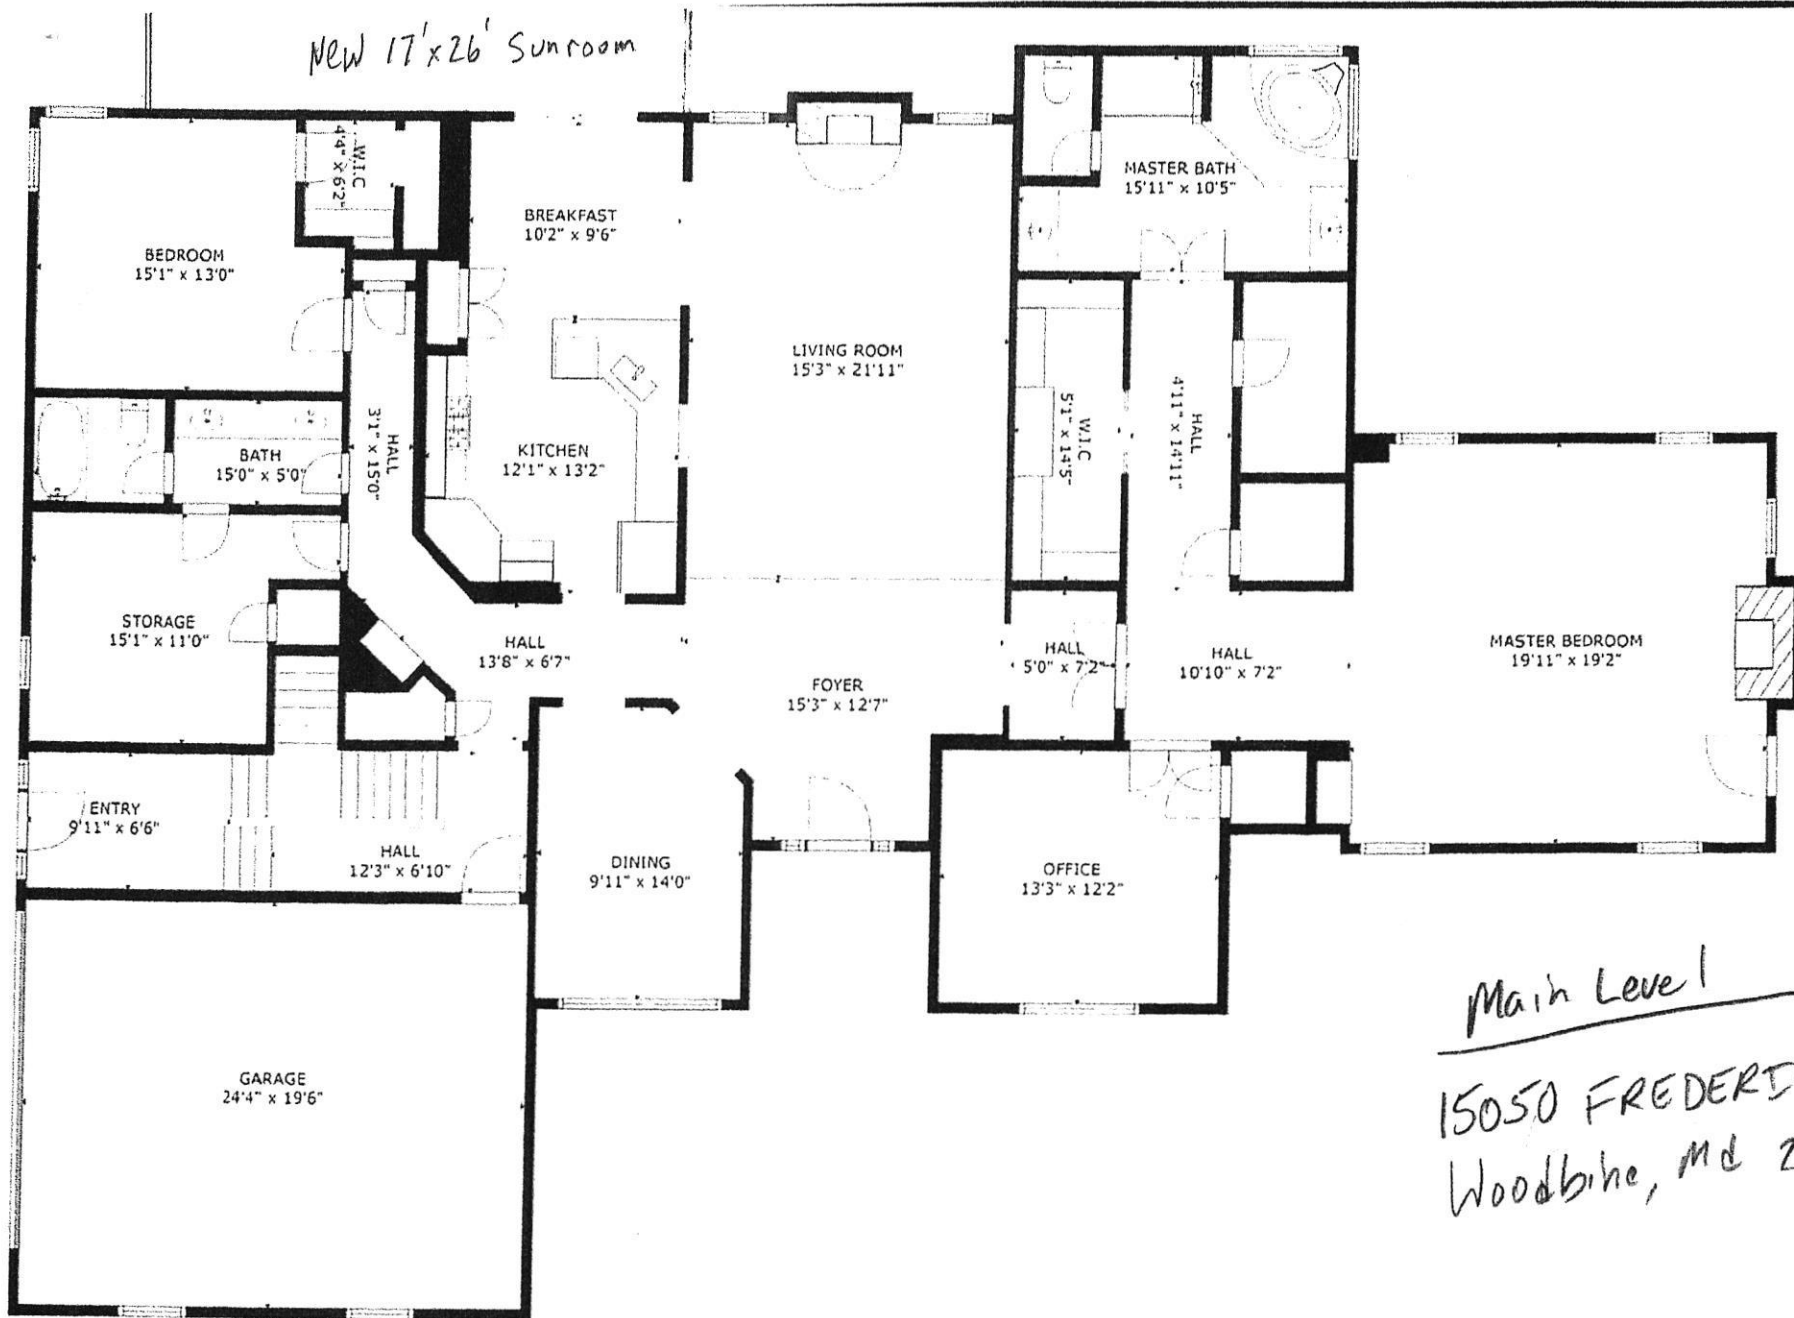 New 17'x26' Sunroom
W.I.C
4'4" x 6'2"
MASTER BATH
15'11" x 10'5"
BREAKFAST
10'2" x 9'6"
BEDROOM
15'1" x 13'0"
LIVING ROOM
15'3" x 21'11"
HALL
3'1" x 15'0"
W.I.C
5'1" x 14'5"
HALL
4'11" x 14'11"
BATH
15'0" x 5'0"
KITCHEN
12'1" x 13'2"
STORAGE
15'1" x 11'0"
HALL
13'8" x 6'7"
HALL
5'0" x 7'2"
HALL
10'10" x 7'2"
MASTER BEDROOM
19'11" x 19'2"
FOYER
15'3" x 12'7"
ENTRY
9'11" x 6'6"
HALL
12'3" x 6'10"
DINING
9'11" x 14'0"
OFFICE
13'3" x 12'2"
GARAGE
24'4" x 19'6"
Main Level
15050 FREDERI
Woodbine, Md 2